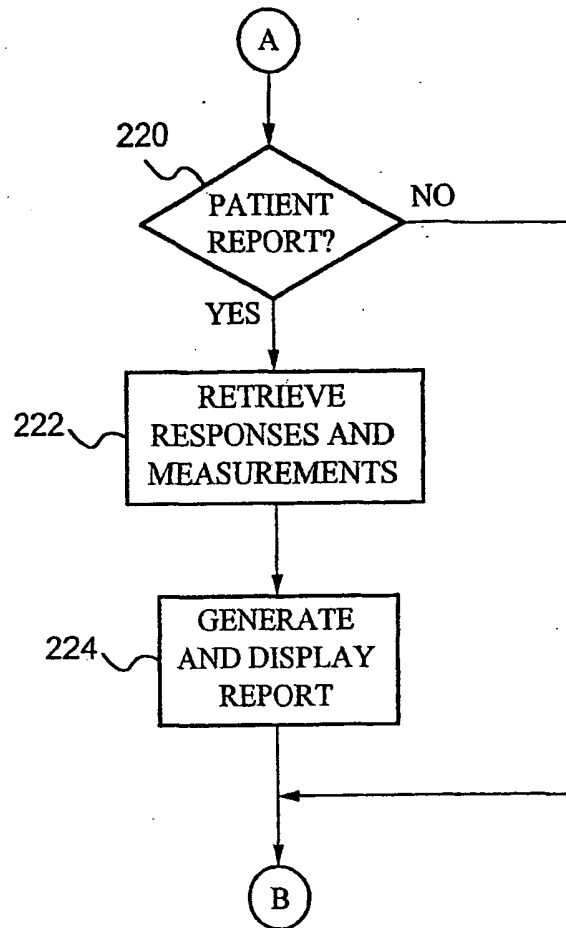 A
220
PATIENT
REPORT?
NO
YES
222
RETRIEVE
RESPONSES AND
MEASUREMENTS
224
GENERATE
AND DISPLAY
REPORT
B